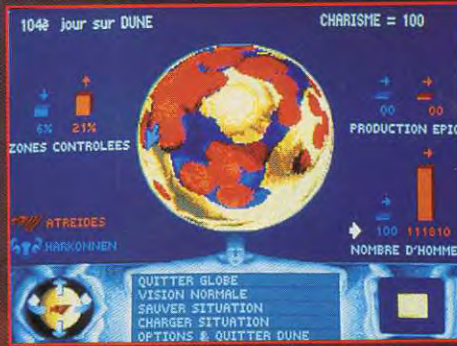 104è jour sur DUNE
CHARISME = 100
6% 21%
ZONES CONTROLEES
00 00
PRODUCTION EPIC
ATREIDES
HARKONNEN
100 111810
NOMBRE D'HOMME
QUITTER GLOBE
VISION NORMALE
SAUVER SITUATION
CHARGER SITUATION
OPTIONS & QUITTER DUNE